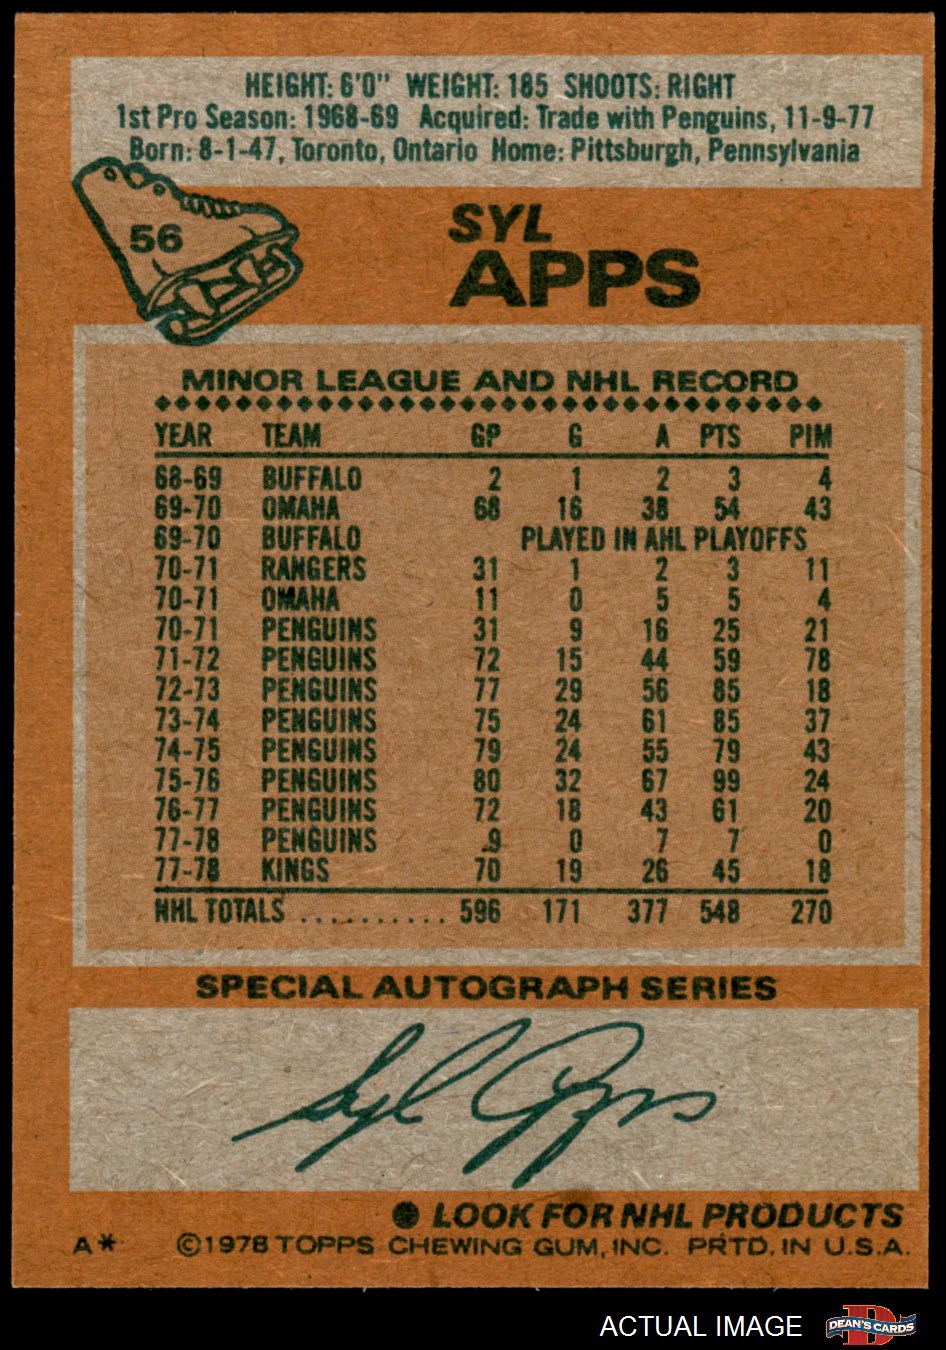 HEIGHT: 6'0" WEIGHT: 185 SHOOTS: RIGHT
1st Pro Season: 1968-69 Acquired: Trade with Penguins, 11-9-77
Born: 8-1-47, Toronto, Ontario Home: Pittsburgh, Pennsylvania
56
SYL
APPS
MINOR LEAGUE AND NHL RECORD
YEAR TEAM GP G A PTS PIM
68-69 BUFFALO 2 1 2 3 4
69-70 OMAHA 68 16 38 54 43
69-70 BUFFALO PLAYED IN AHL PLAYOFFS
70-71 RANGERS 31 1 2 3 11
70-71 OMAHA 11 0 5 5 4
70-71 PENGUINS 31 9 16 25 21
71-72 PENGUINS 72 15 44 59 78
72-73 PENGUINS 77 29 56 85 18
73-74 PENGUINS 75 24 61 85 37
74-75 PENGUINS 79 24 55 79 43
75-76 PENGUINS 80 32 67 99 24
76-77 PENGUINS 72 18 43 61 20
77-78 PENGUINS 9 0 7 7 0
77-78 KINGS 70 19 26 45 18
NHL TOTALS .......... 596 171 377 548 270
SPECIAL AUTOGRAPH SERIES
Syl Apps
● LOOK FOR NHL PRODUCTS
A* ©1978 TOPPS CHEWING GUM, INC. PRTD. IN U.S.A.
ACTUAL IMAGE D DEAN'S CARDS